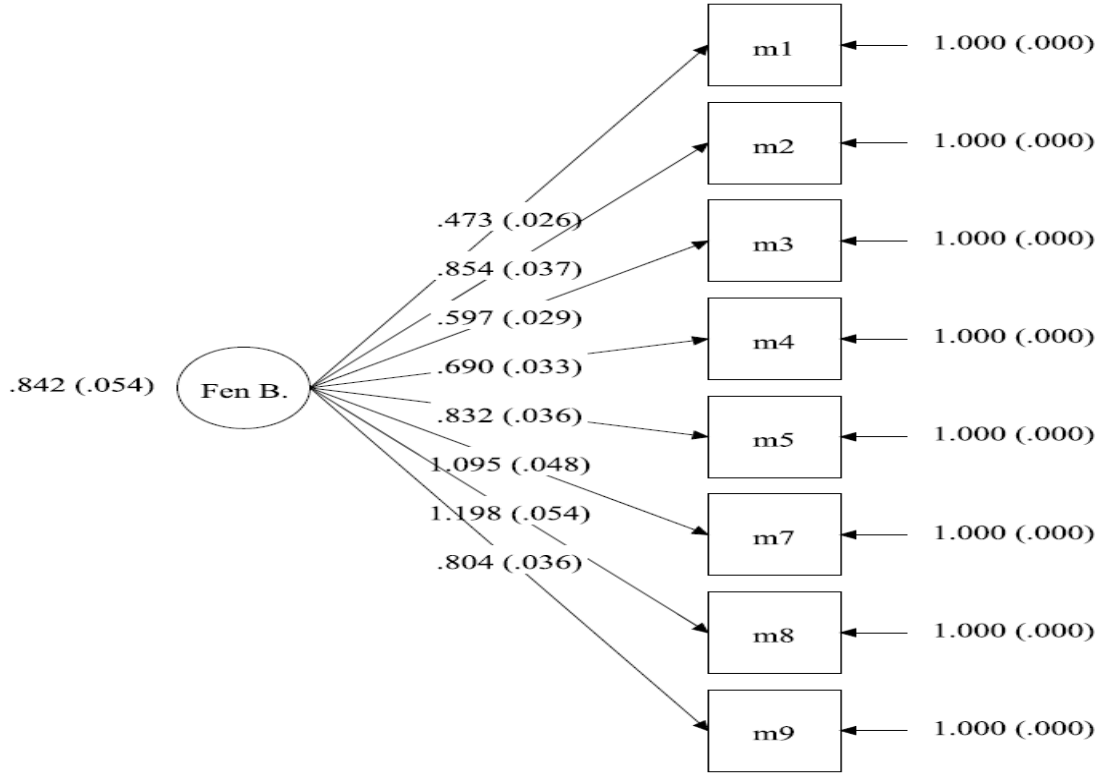 m1 1.000 (.000)
m2 1.000 (.000)
.473 (.026)
m3 1.000 (.000)
.854 (.037)
.597 (.029)
m4 1.000 (.000)
.690 (.033)
.842 (.054) Fen B.
.832 (.036)
m5 1.000 (.000)
1.095 (.048)
1.198 (.054)
m7 1.000 (.000)
.804 (.036)
m8 1.000 (.000)
m9 1.000 (.000)